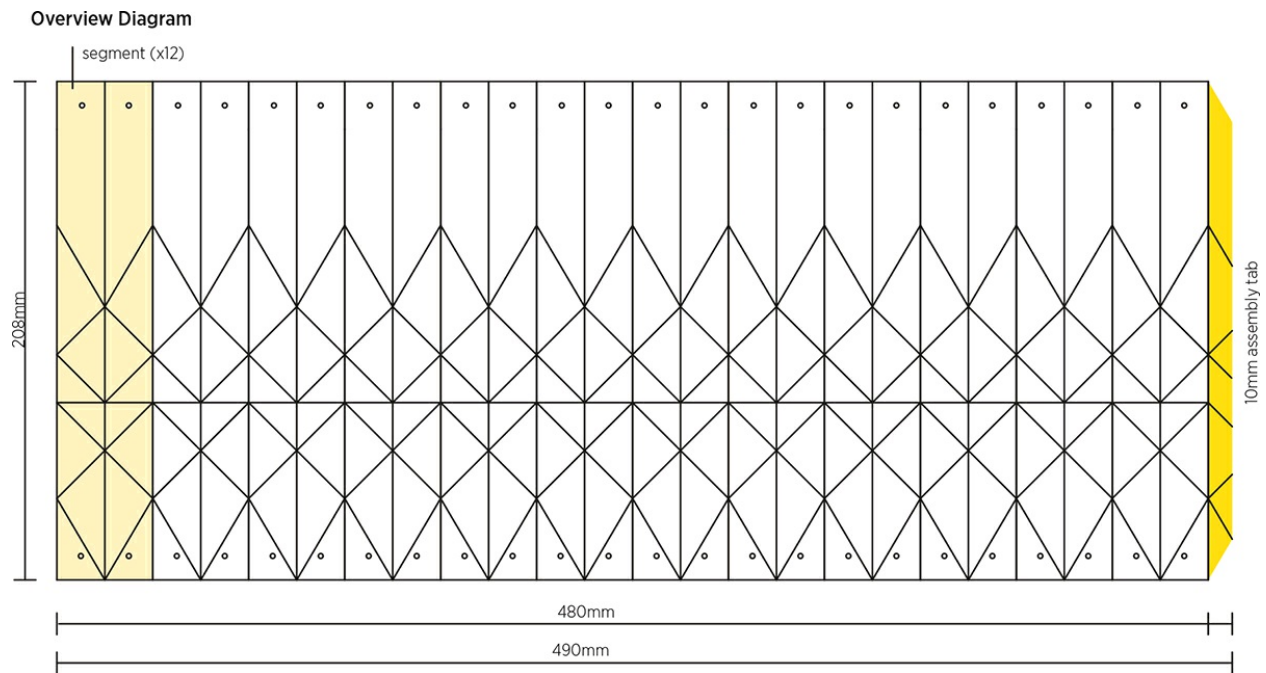 Overview Diagram
segment (x12)
208mm
10mm assembly tab
480mm
490mm